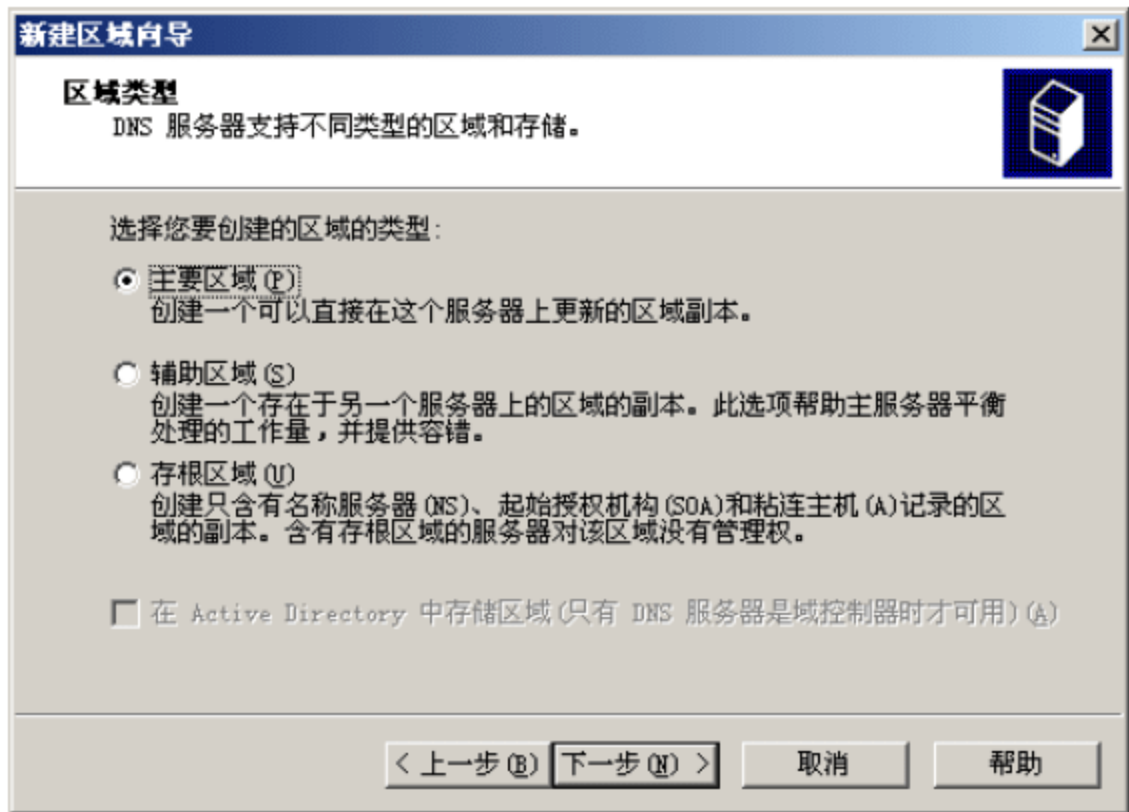 新建区域向导
区域类型
DNS 服务器支持不同类型的区域和存储。
选择您要创建的区域的类型:
主要区域(P)
创建一个可以直接在这个服务器上更新的区域副本。
辅助区域(S)
创建一个存在于另一个服务器上的区域的副本。此选项帮助主服务器平衡
处理的工作量,并提供容错。
存根区域(U)
创建只含有名称服务器(NS)、起始授权机构(SOA)和粘连主机(A)记录的区
域的副本。含有存根区域的服务器对该区域没有管理权。
在 Active Directory 中存储区域(只有 DNS 服务器是域控制器时才可用)(A)
< 上一步(B) 下一步(N) > 取消 帮助